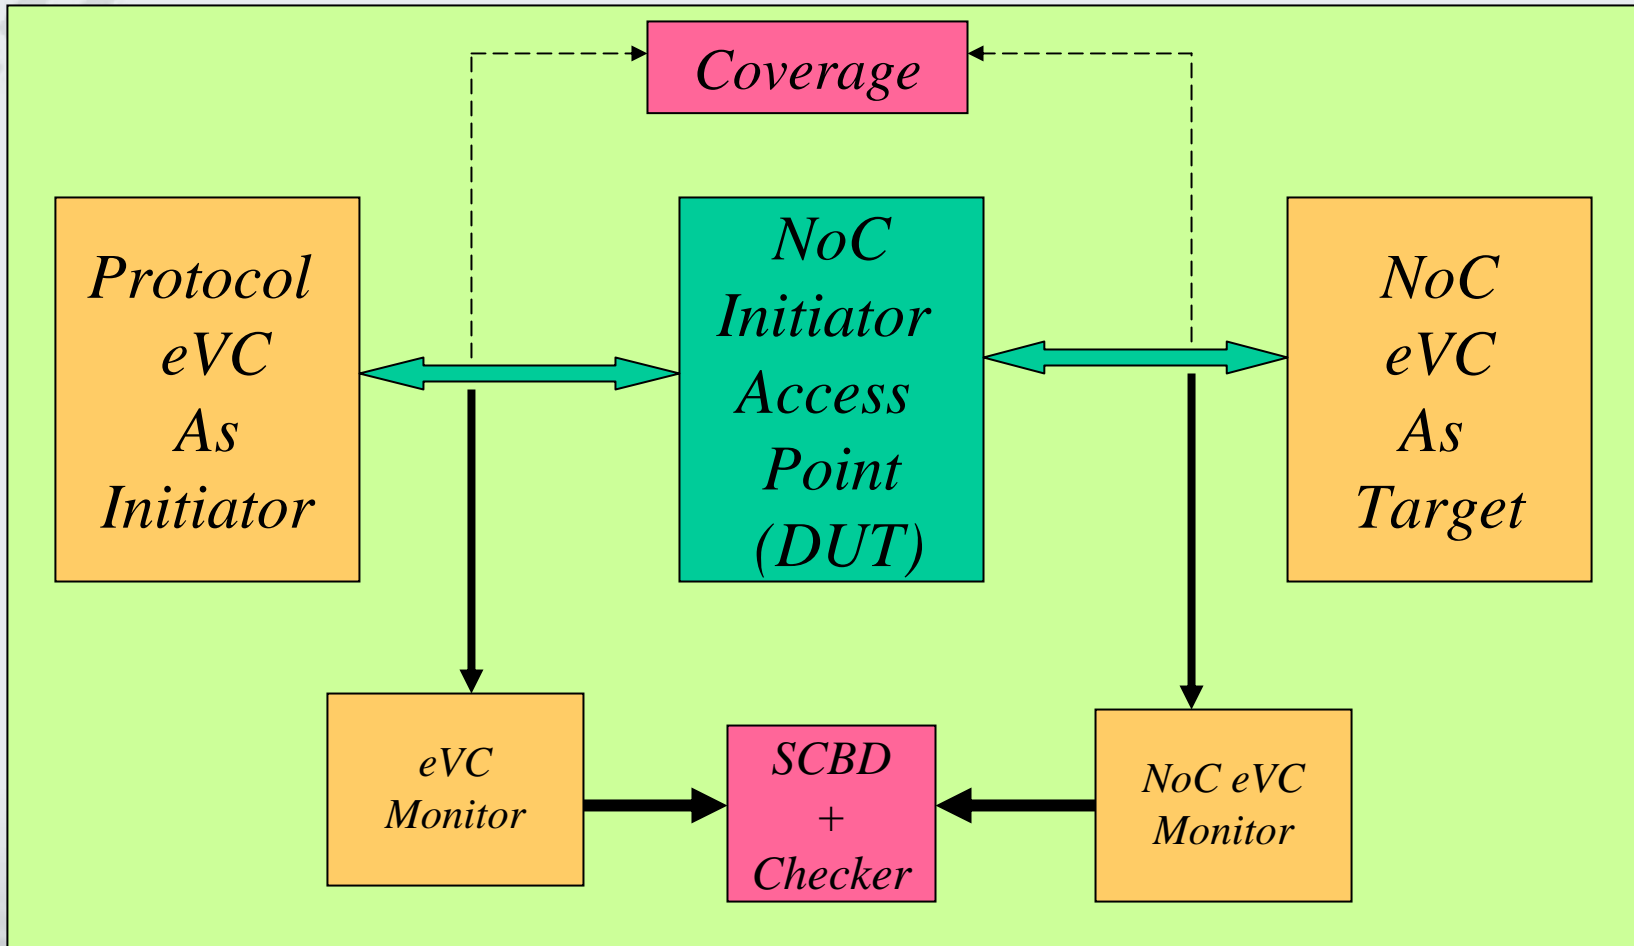 Coverage
Protocol
eVC
As
Initiator
NoC
Initiator
Access
Point
(DUT)
NoC
eVC
As
Target
eVC
Monitor
SCBD
+
Checker
NoC eVC
Monitor